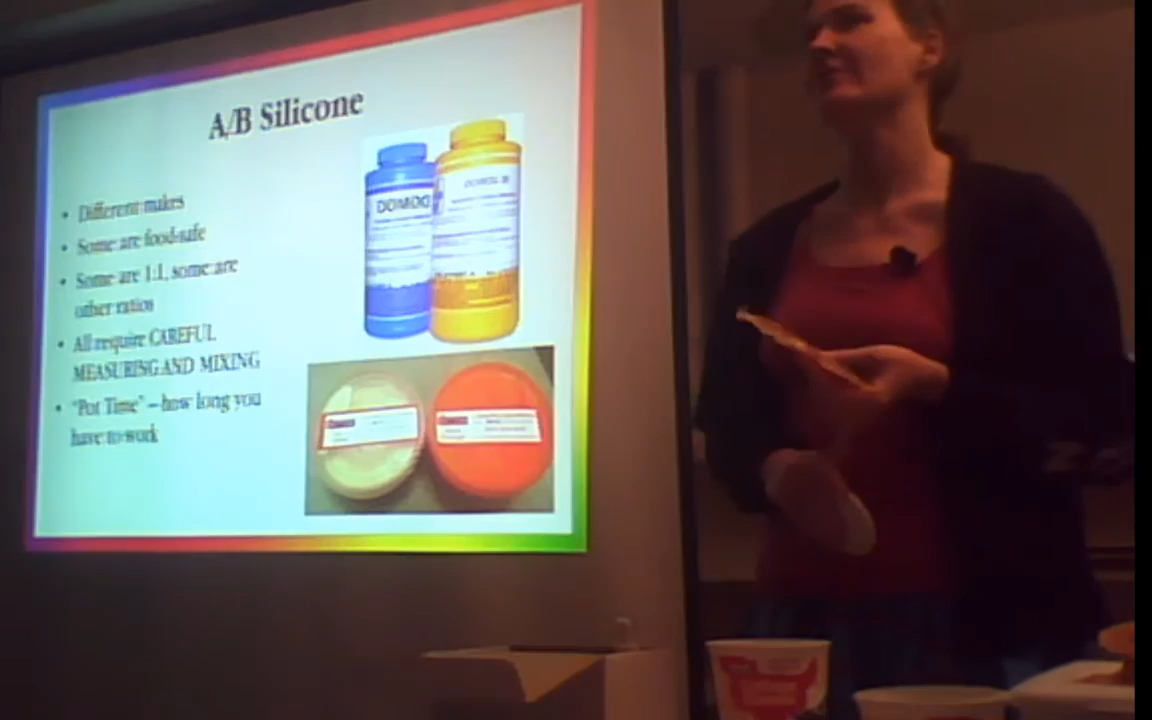 A/B Silicone
• Different makes
• Some are food-safe
• Some are 1:1, some are
other ratios
• All require CAREFUL
MEASURING AND MIXING
• "Pot Time" – how long you
have to work